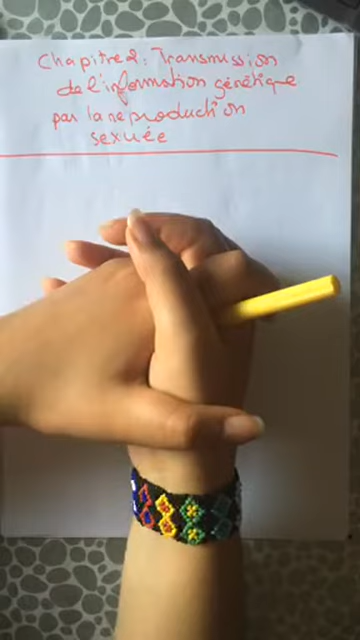 Chapitre 2: Transmission
de l'information génétique
par la reproduction
sexuée